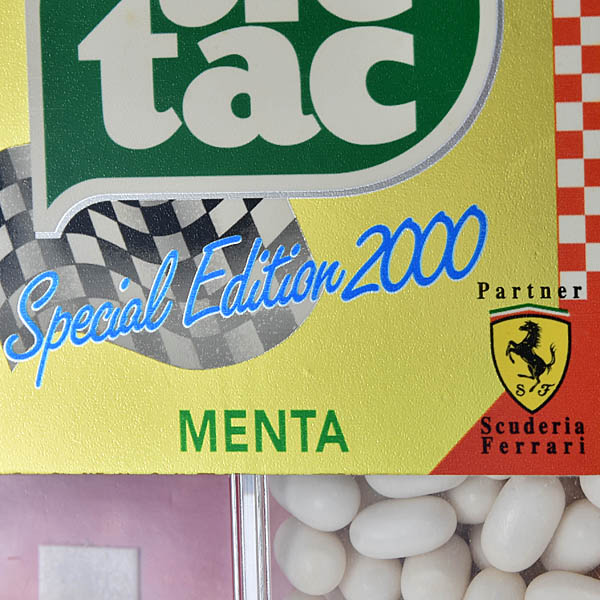 tac
Special Edition 2000
Partner
S F
Scuderia
Ferrari
MENTA